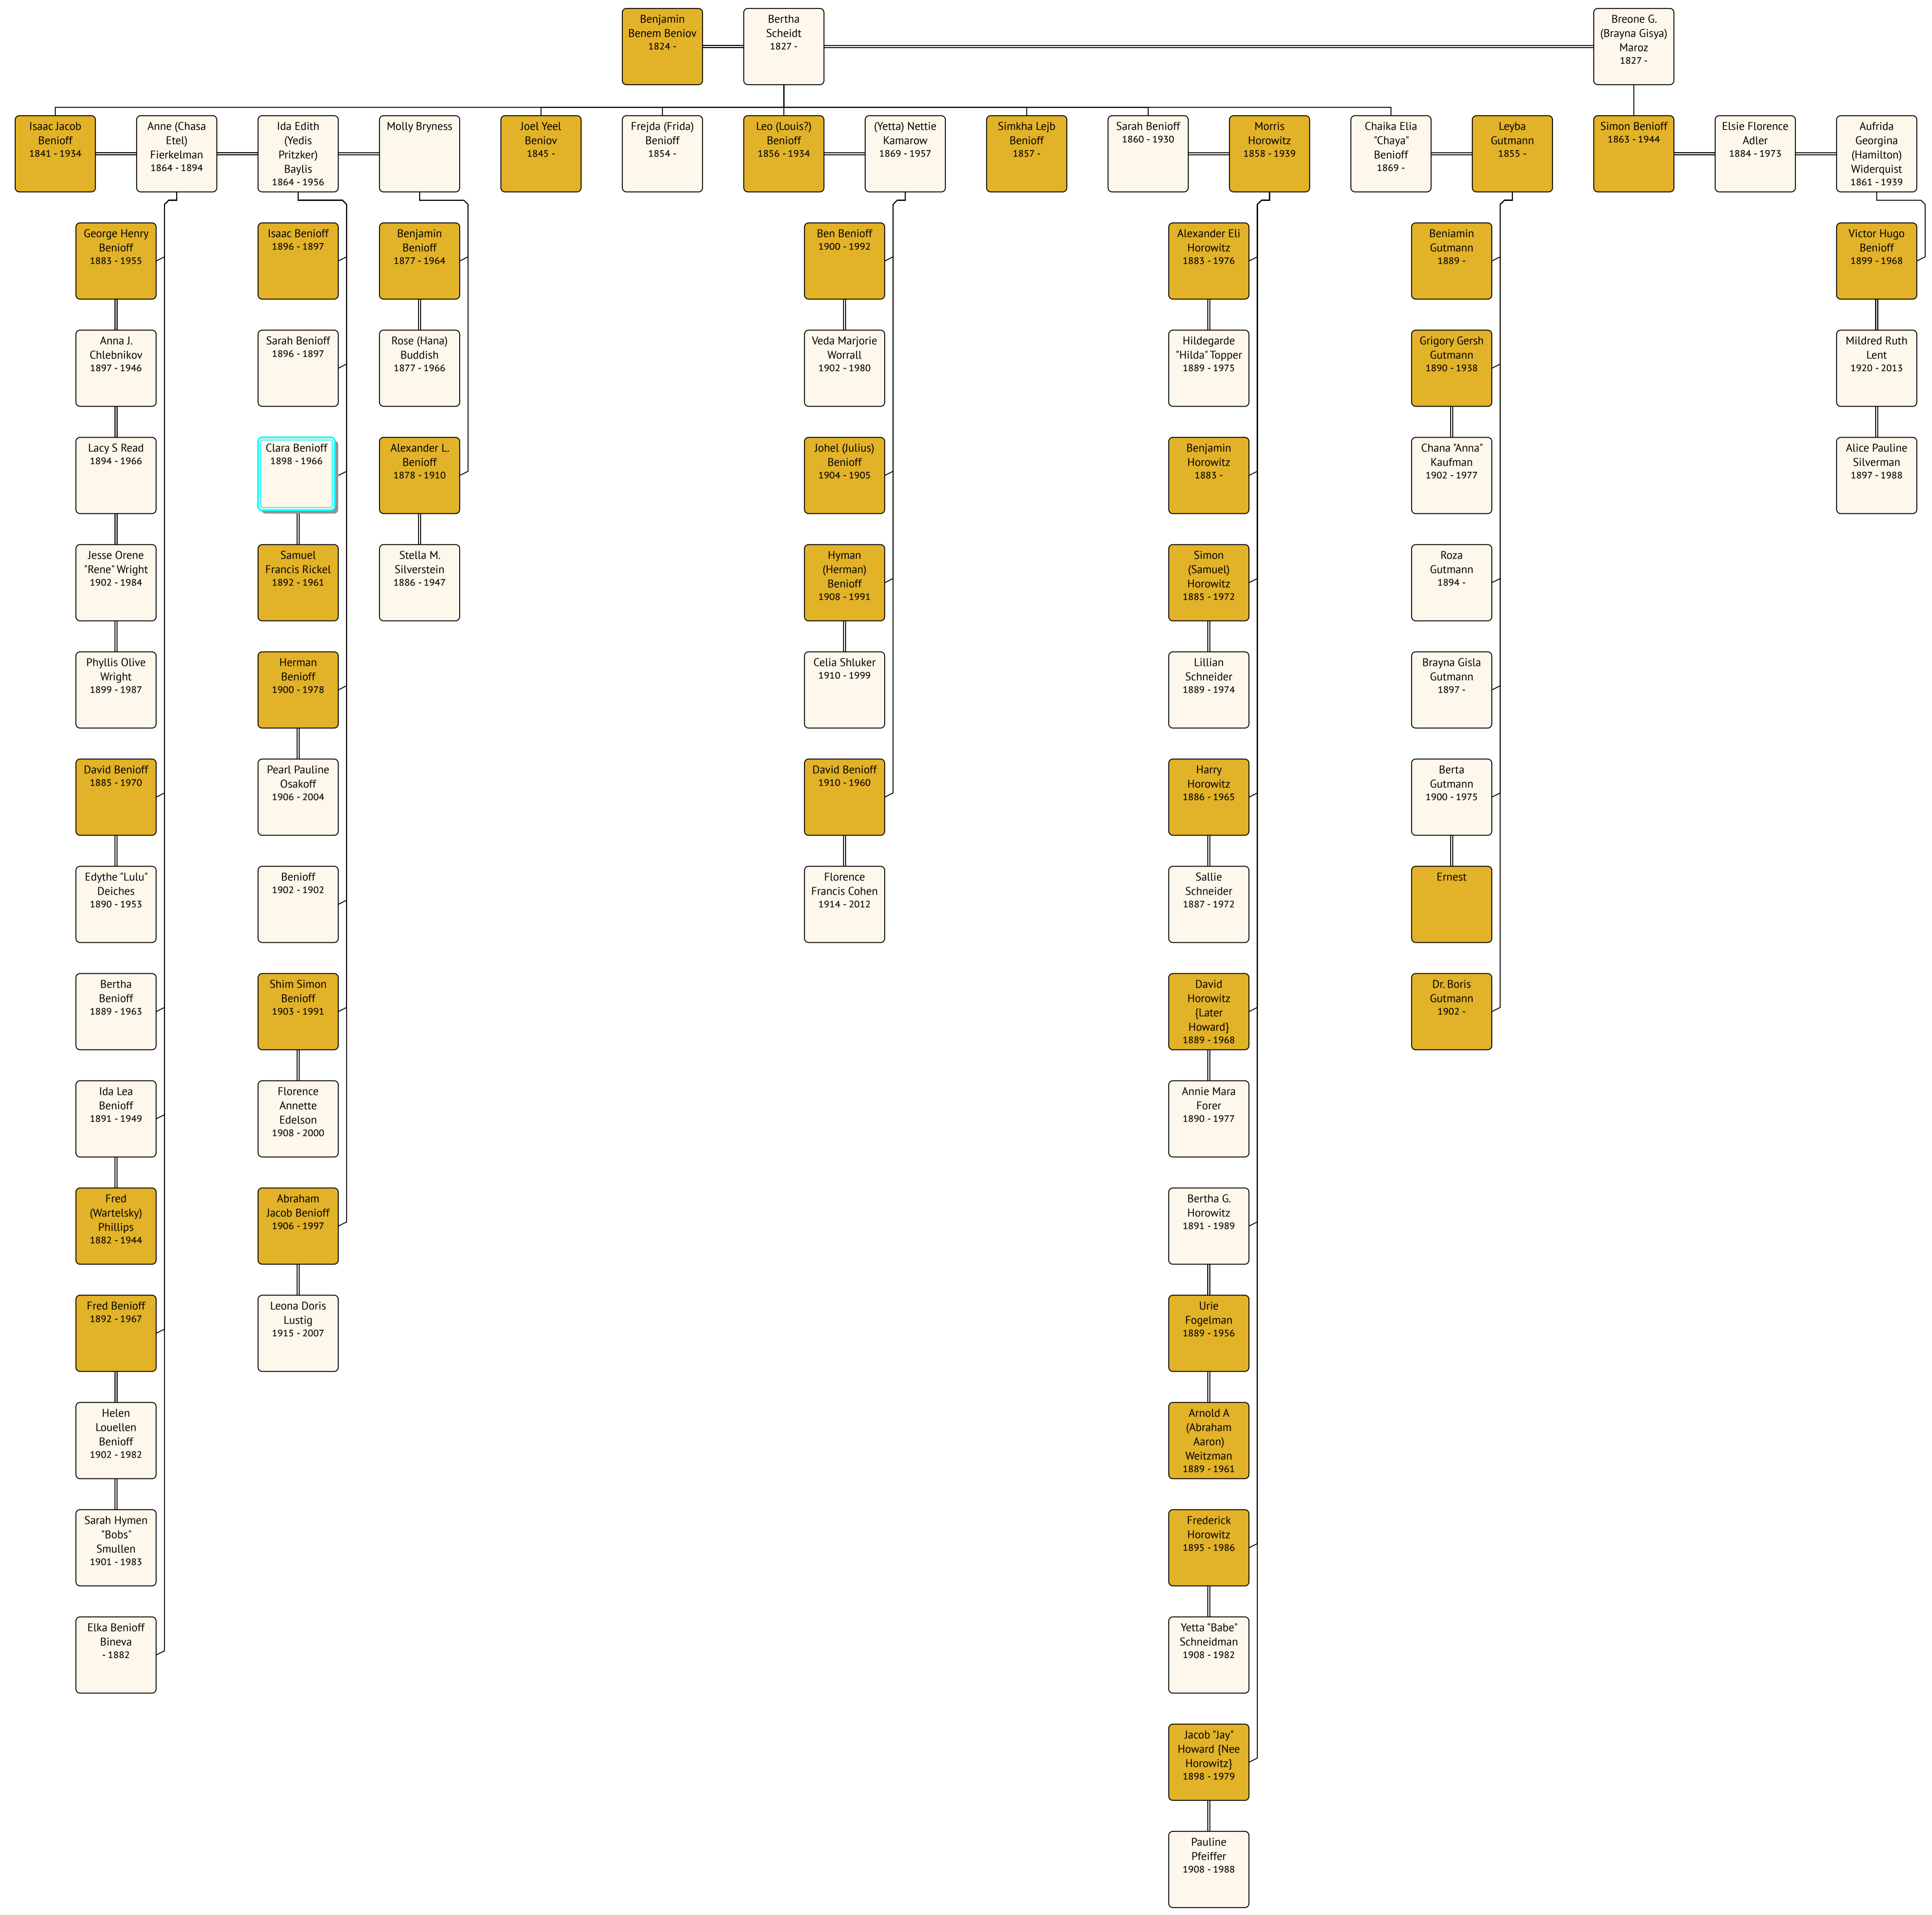 Benjamin
Benem Beniov
1824 -
Bertha
Scheidt
1827 -
Breone G.
(Brayna Gisya)
Maroz
1827 -
Isaac Jacob
Benioff
1841 - 1934
Anne (Chasa
Etel)
Fierkelman
1864 - 1894
Ida Edith
(Yedis
Pritzker)
Baylis
1864 - 1956
Molly Bryness
Joel Yeel
Beniov
1845 -
Frejda (Frida)
Benioff
1854 -
Leo (Louis?)
Benioff
1856 - 1934
(Yetta) Nettie
Kamarow
1869 - 1957
Simkha Lejb
Benioff
1857 -
Sarah Benioff
1860 - 1930
Morris
Horowitz
1858 - 1939
Chaika Elia
"Chaya"
Benioff
1869 -
Leyba
Gutmann
1855 -
Simon Benioff
1863 - 1944
Elsie Florence
Adler
1884 - 1973
Aufrida
Georgina
(Hamilton)
Widerquist
1861 - 1939
George Henry
Benioff
1883 - 1955
Anna J.
Chlebnikov
1897 - 1946
Lacy S Read
1894 - 1966
Jesse Orene
"Rene" Wright
1902 - 1984
Phyllis Olive
Wright
1899 - 1987
David Benioff
1885 - 1970
Edythe "Lulu"
Deiches
1890 - 1953
Bertha
Benioff
1889 - 1963
Ida Lea
Benioff
1891 - 1949
Fred
(Wartelsky)
Phillips
1882 - 1944
Fred Benioff
1892 - 1967
Helen
Louellen
Benioff
1902 - 1982
Sarah Hymen
"Bobs"
Smullen
1901 - 1983
Elka Benioff
Bineva
- 1882
Isaac Benioff
1896 - 1897
Sarah Benioff
1896 - 1897
Clara Benioff
1898 - 1966
Samuel
Francis Rickel
1892 - 1961
Herman
Benioff
1900 - 1978
Pearl Pauline
Osakoff
1906 - 2004
Benioff
1902 - 1902
Shim Simon
Benioff
1903 - 1991
Florence
Annette
Edelson
1908 - 2000
Abraham
Jacob Benioff
1906 - 1997
Leona Doris
Lustig
1915 - 2007
Benjamin
Benioff
1877 - 1964
Rose (Hana)
Buddish
1877 - 1966
Alexander L.
Benioff
1878 - 1910
Stella M.
Silverstein
1886 - 1947
Ben Benioff
1900 - 1992
Veda Marjorie
Worrall
1902 - 1980
Johel (Julius)
Benioff
1904 - 1905
Hyman
(Herman)
Benioff
1908 - 1991
Celia Shluker
1910 - 1999
David Benioff
1910 - 1960
Florence
Francis Cohen
1914 - 2012
Alexander Eli
Horowitz
1883 - 1976
Hildegarde
"Hilda" Topper
1889 - 1975
Benjamin
Horowitz
1883 -
Simon
(Samuel)
Horowitz
1885 - 1972
Lillian
Schneider
1889 - 1974
Harry
Horowitz
1886 - 1965
Sallie
Schneider
1887 - 1972
David
Horowitz
{Later
Howard}
1889 - 1968
Annie Mara
Forer
1890 - 1977
Bertha G.
Horowitz
1891 - 1989
Urie
Fogelman
1889 - 1956
Arnold A
(Abraham
Aaron)
Weitzman
1889 - 1961
Frederick
Horowitz
1895 - 1986
Yetta "Babe"
Schneidman
1908 - 1982
Jacob "Jay"
Howard {Nee
Horowitz}
1898 - 1979
Pauline
Pfeiffer
1908 - 1988
Beniamin
Gutmann
1889 -
Grigory Gersh
Gutmann
1890 - 1938
Chana "Anna"
Kaufman
1902 - 1977
Roza
Gutmann
1894 -
Brayna Gisla
Gutmann
1897 -
Berta
Gutmann
1900 - 1975
Ernest
Dr. Boris
Gutmann
1902 -
Victor Hugo
Benioff
1899 - 1968
Mildred Ruth
Lent
1920 - 2013
Alice Pauline
Silverman
1897 - 1988